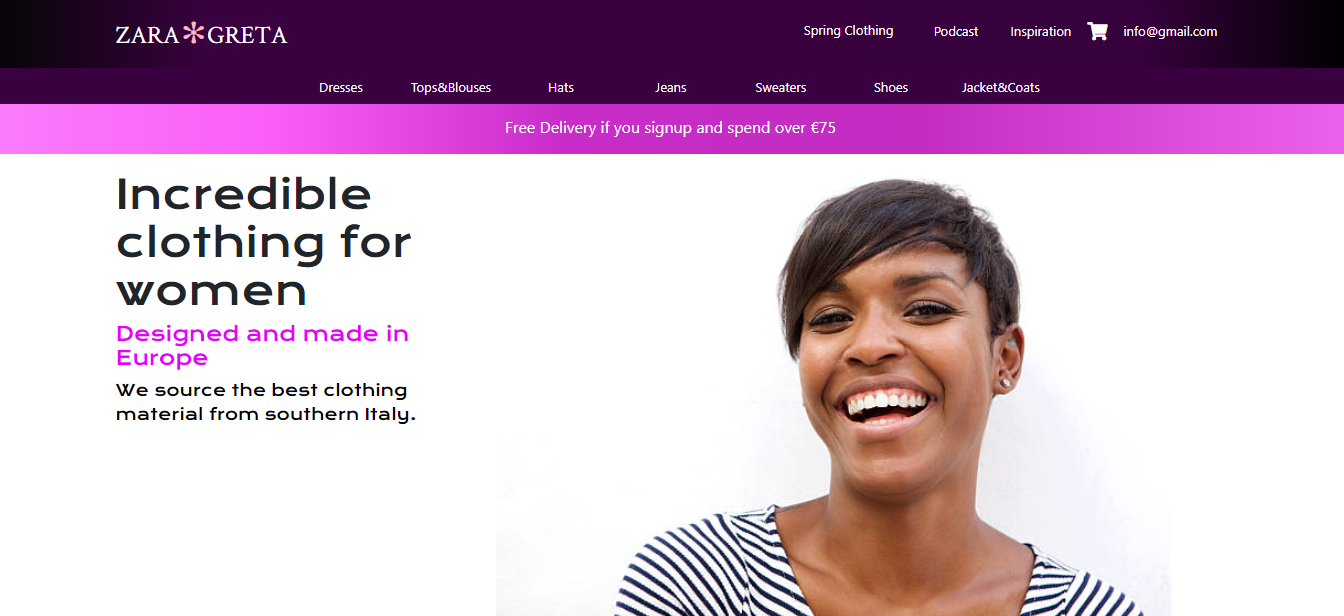 ZARA*GRETA
Spring Clothing Podcast Inspiration info@gmail.com
Dresses Tops&Blouses Hats Jeans Sweaters Shoes Jacket&Coats
Free Delivery if you signup and spend over €75
Incredible
clothing for
women
Designed and made in
Europe
We source the best clothing
material from southern Italy.